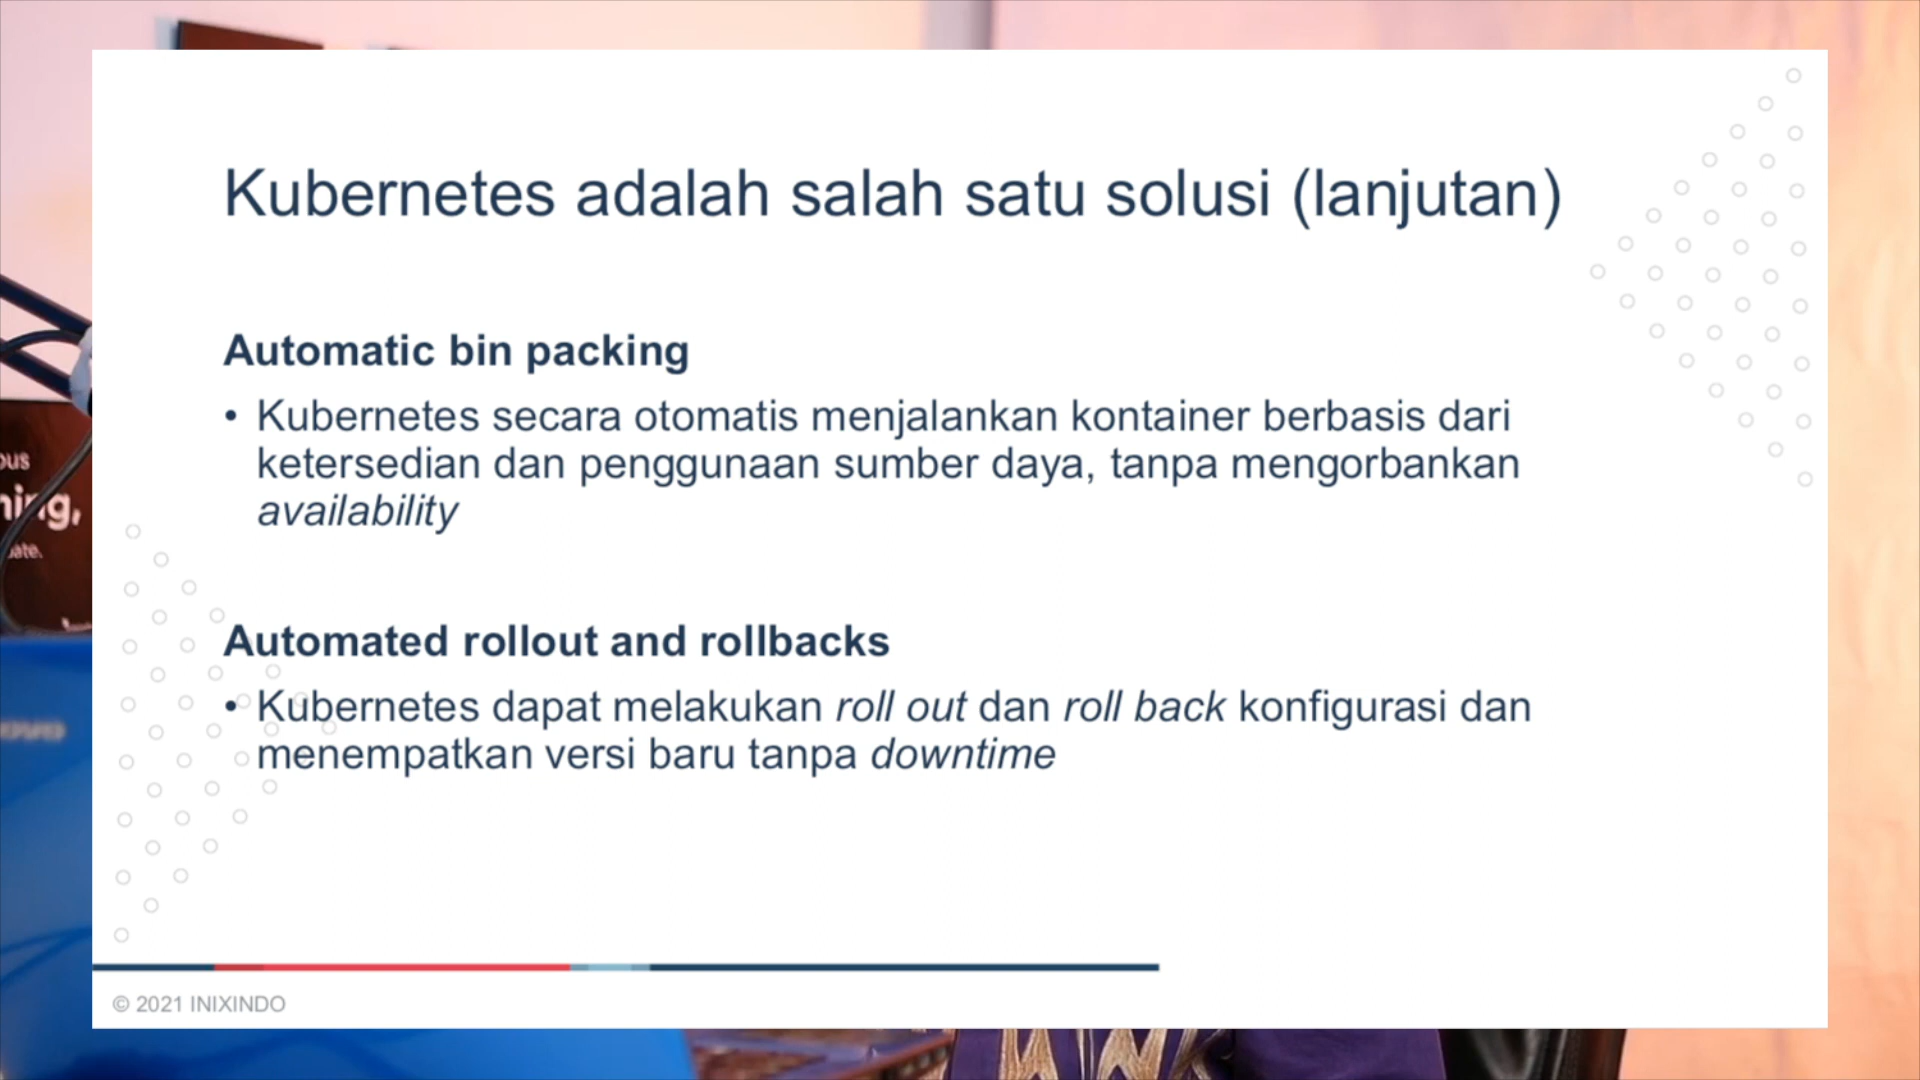 Kubernetes adalah salah satu solusi (lanjutan)
Automatic bin packing
• Kubernetes secara otomatis menjalankan kontainer berbasis dari
ketersedian dan penggunaan sumber daya, tanpa mengorbankan
availability
Automated rollout and rollbacks
• Kubernetes dapat melakukan roll out dan roll back konfigurasi dan
menempatkan versi baru tanpa downtime
© 2021 INIXINDO